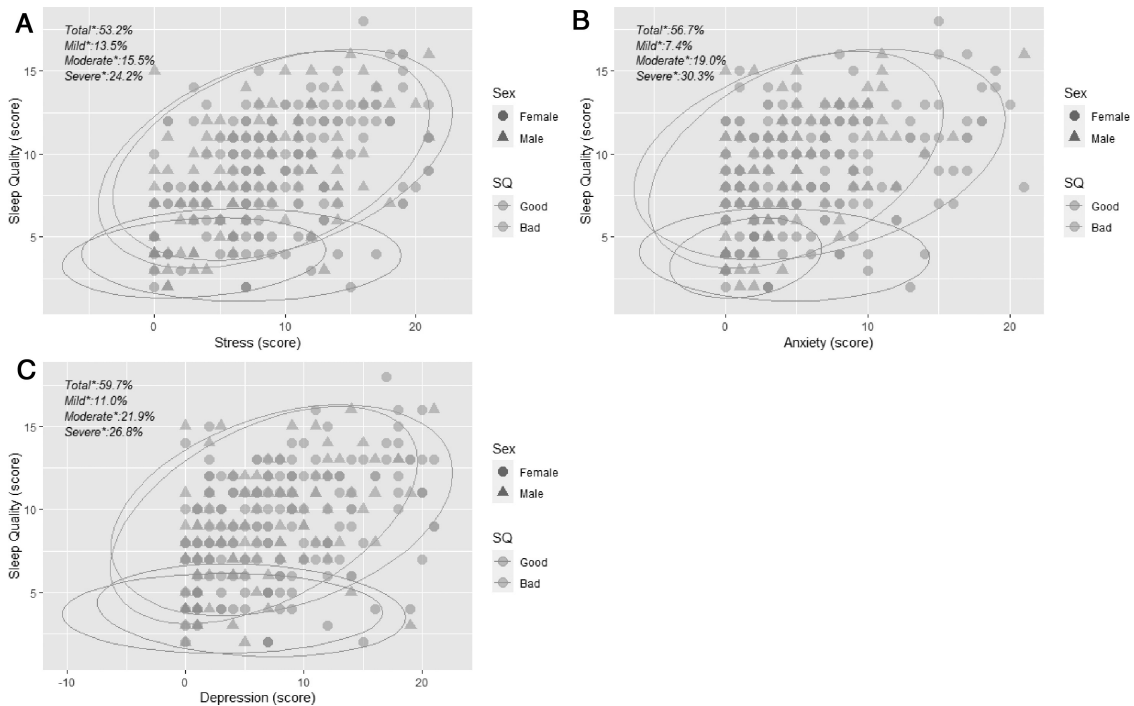 A
Total*:53.2%
Mild*:13.5%
Moderate*:15.5%
Severe*:24.2%
Sleep Quality (score)
15
10
5
0
10
20
Stress (score)
Sex
Female
Male
SQ
Good
Bad
B
Total*:56.7%
Mild*:7.4%
Moderate*:19.0%
Severe*:30.3%
Sleep Quality (score)
15
10
5
0
10
20
Anxiety (score)
Sex
Female
Male
SQ
Good
Bad
C
Total*:59.7%
Mild*:11.0%
Moderate*:21.9%
Severe*:26.8%
Sleep Quality (score)
15
10
5
-10
0
10
20
Depression (score)
Sex
Female
Male
SQ
Good
Bad